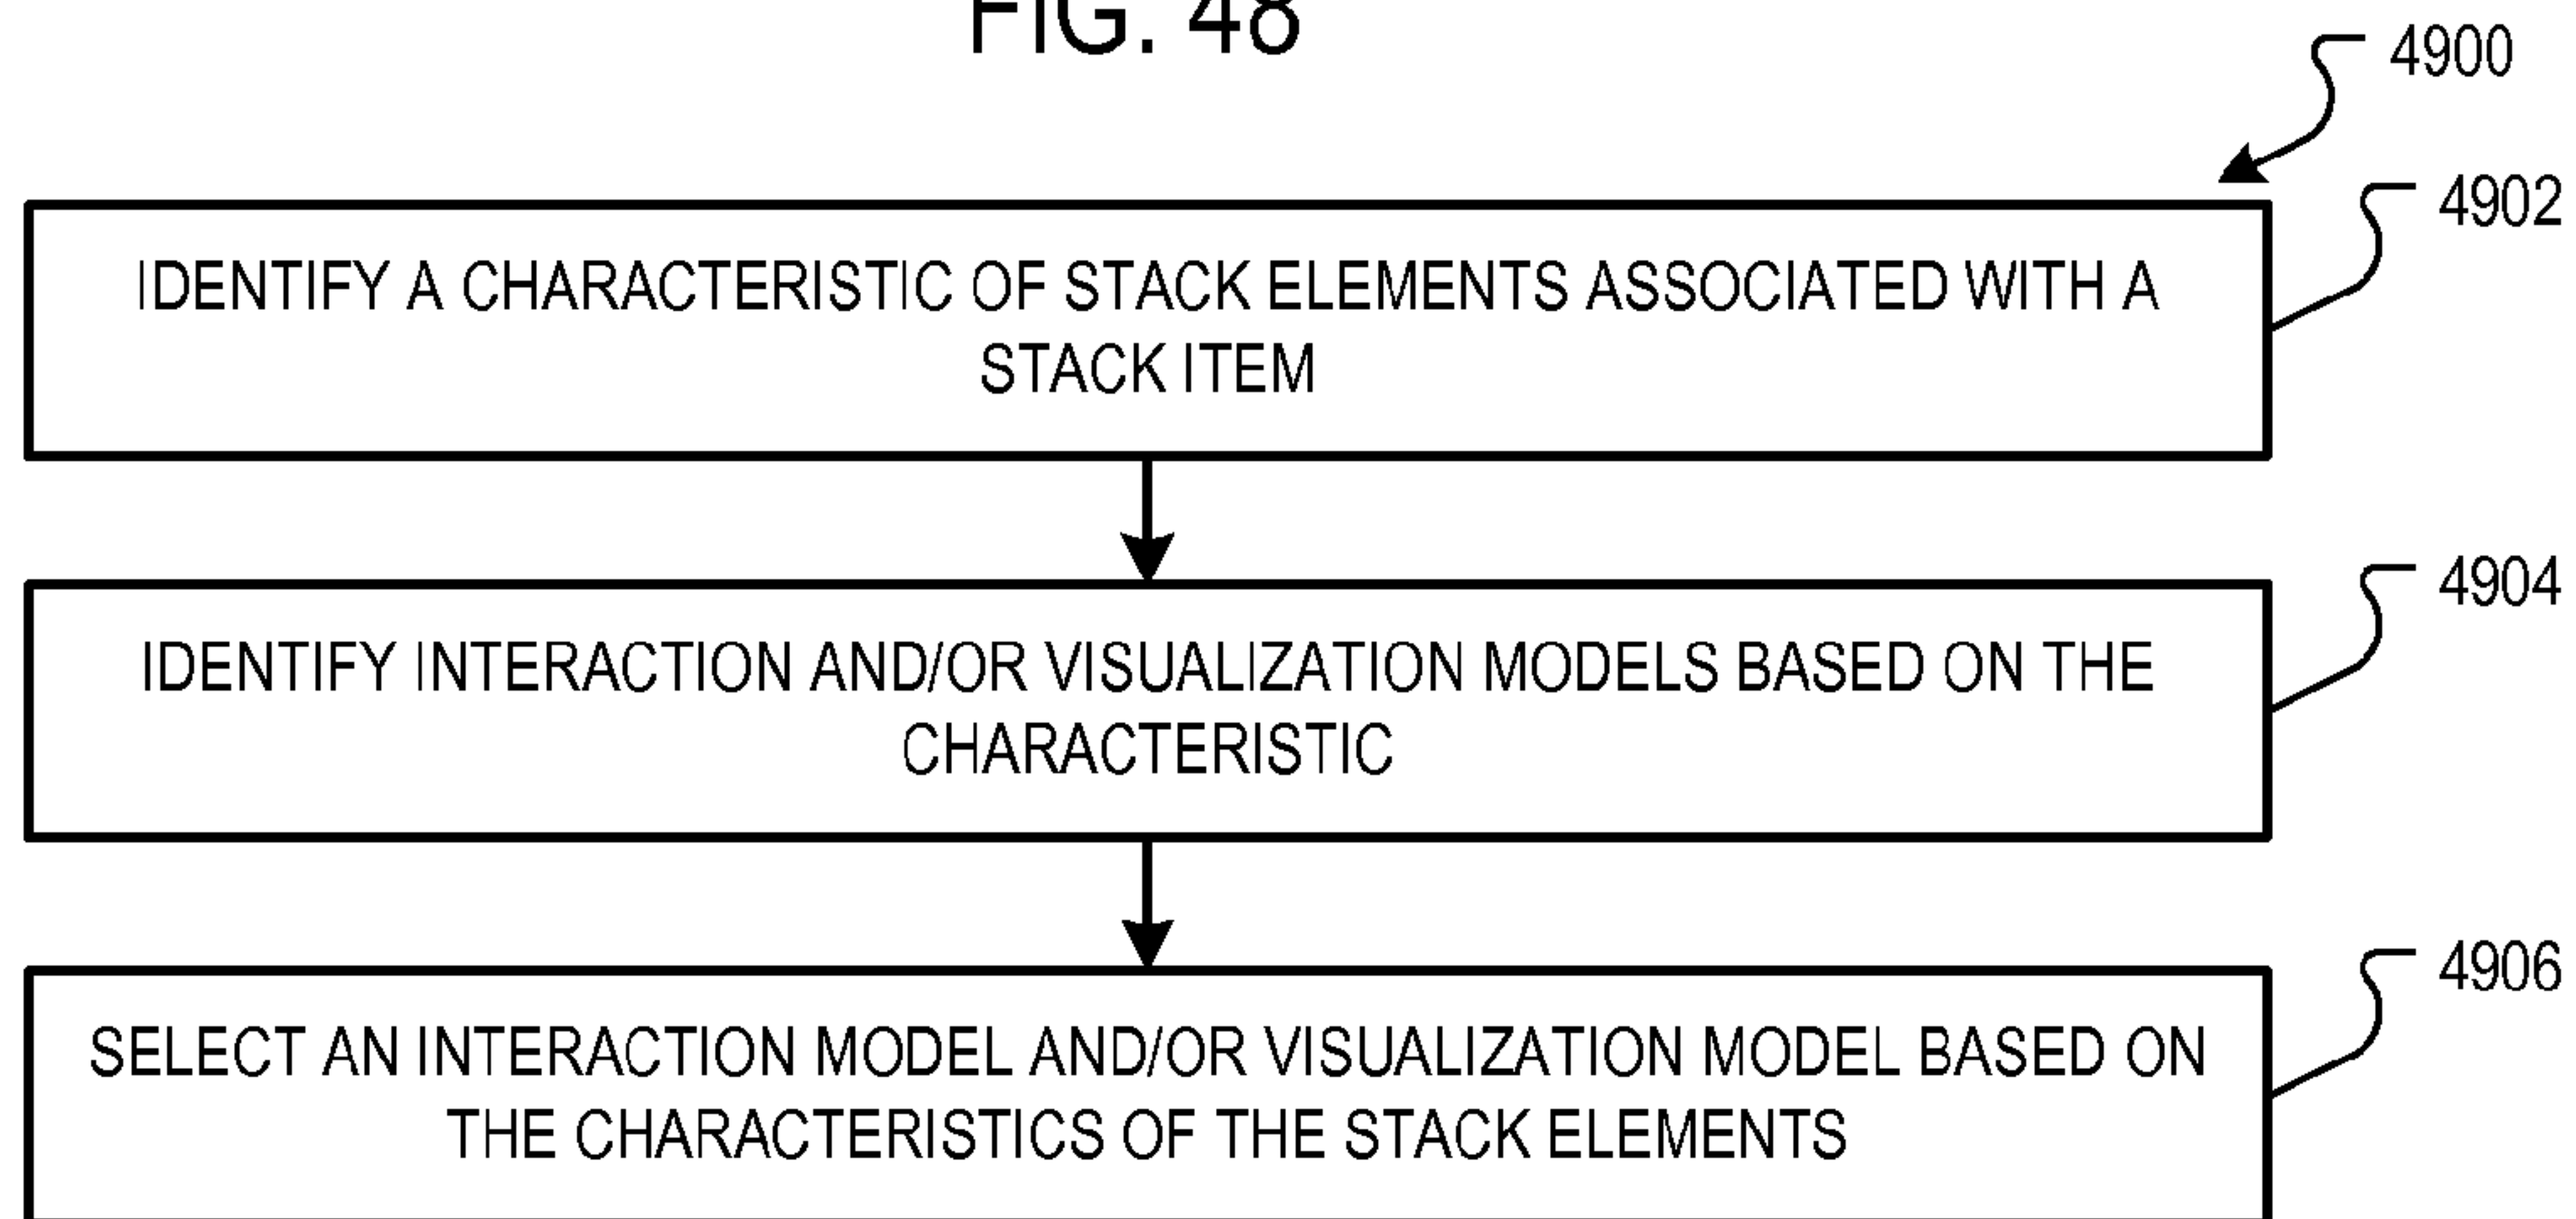 FIG. 48
4900
4902
IDENTIFY A CHARACTERISTIC OF STACK ELEMENTS ASSOCIATED WITH A
STACK ITEM
4904
IDENTIFY INTERACTION AND/OR VISUALIZATION MODELS BASED ON THE
CHARACTERISTIC
4906
SELECT AN INTERACTION MODEL AND/OR VISUALIZATION MODEL BASED ON
THE CHARACTERISTICS OF THE STACK ELEMENTS